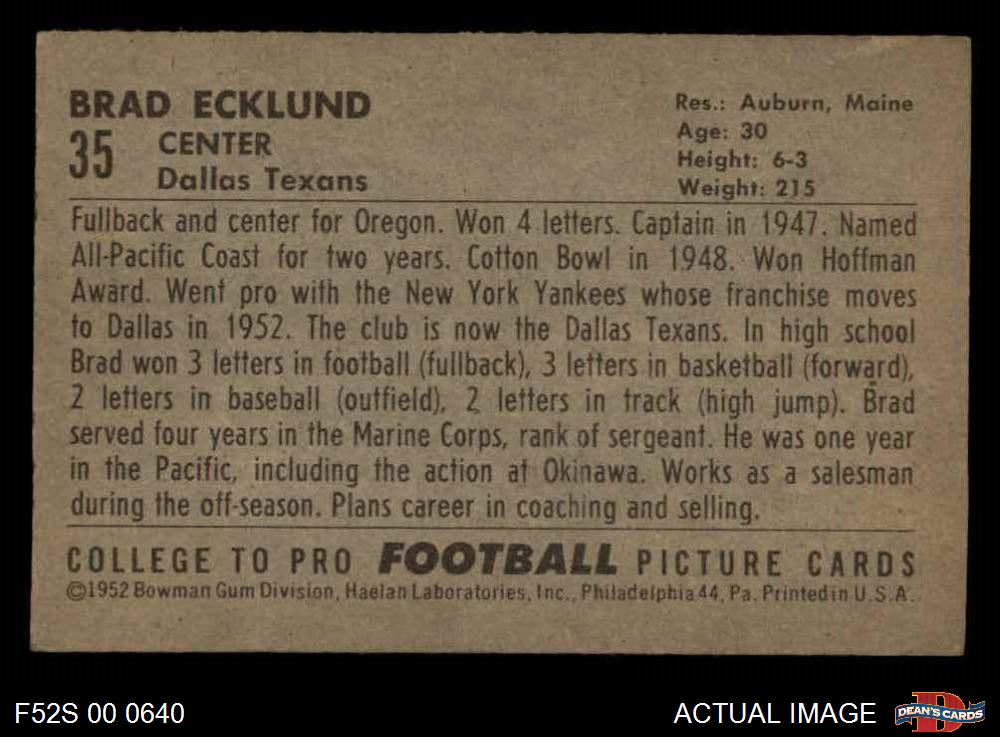 BRAD ECKLUND
35 CENTER
Dallas Texans
Res.: Auburn, Maine
Age: 30
Height: 6-3
Weight: 215
Fullback and center for Oregon. Won 4 letters. Captain in 1947. Named
All-Pacific Coast for two years. Cotton Bowl in 1948. Won Hoffman
Award. Went pro with the New York Yankees whose franchise moves
to Dallas in 1952. The club is now the Dallas Texans. In high school
Brad won 3 letters in football (fullback), 3 letters in basketball (forward),
2 letters in baseball (outfield), 2 letters in track (high jump). Brad
served four years in the Marine Corps, rank of sergeant. He was one year
in the Pacific, including the action at Okinawa. Works as a salesman
during the off-season. Plans career in coaching and selling.
COLLEGE TO PRO FOOTBALL PICTURE CARDS
©1952 Bowman Gum Division, Haelan Laboratories, Inc., Philadelphia 44, Pa. Printed in U.S.A.
F52S 00 0640
ACTUAL IMAGE
DEAN'S CARDS